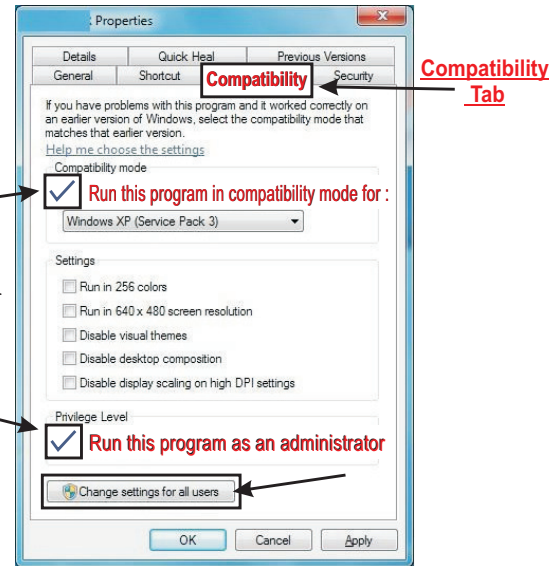 Properties
Details Quick Heal Previous Versions
General Shortcut Compatibility Security
Compatibility
Tab
If you have problems with this program and it worked correctly on
an earlier version of Windows, select the compatibility mode that
matches that earlier version.
Help me choose the settings
Compatibility mode
Run this program in compatibility mode for :
Windows XP (Service Pack 3)
Settings
Run in 256 colors
Run in 640 x 480 screen resolution
Disable visual themes
Disable desktop composition
Disable display scaling on high DPI settings
Privilege Level
Run this program as an administrator
Change settings for all users
OK Cancel Apply